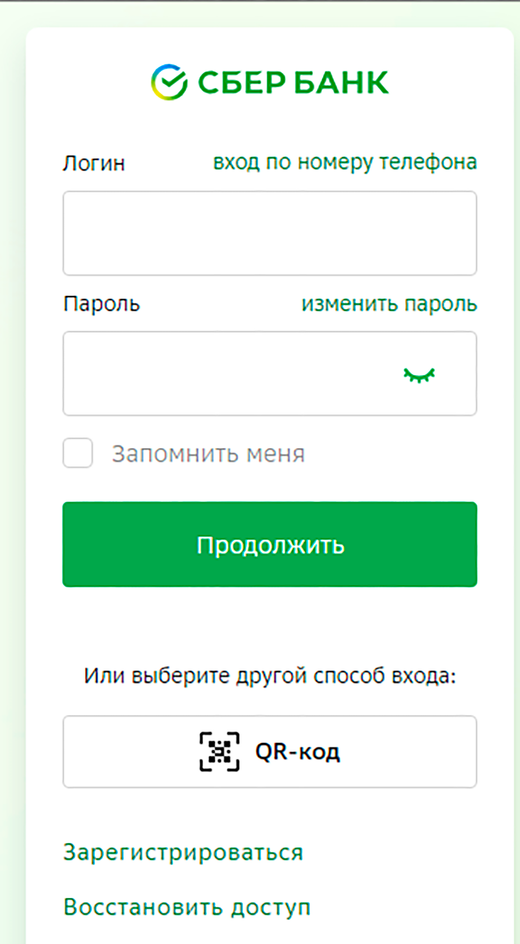 СБЕР БАНК
Логин вход по номеру телефона
Пароль изменить пароль
Запомнить меня
Продолжить
Или выберите другой способ входа:
QR-код
Зарегистрироваться
Восстановить доступ